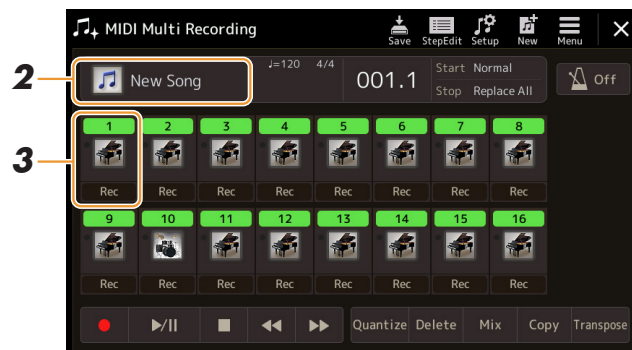 MIDI Multi Recording
Save StepEdit Setup New Menu
2
New Song
♩=120 4/4
001.1
Start Normal
Stop Replace All
Off
3
1 2 3 4 5 6 7 8
Rec Rec Rec Rec Rec Rec Rec Rec
9 10 11 12 13 14 15 16
Rec Rec Rec Rec Rec Rec Rec Rec
Quantize Delete Mix Copy Transpose